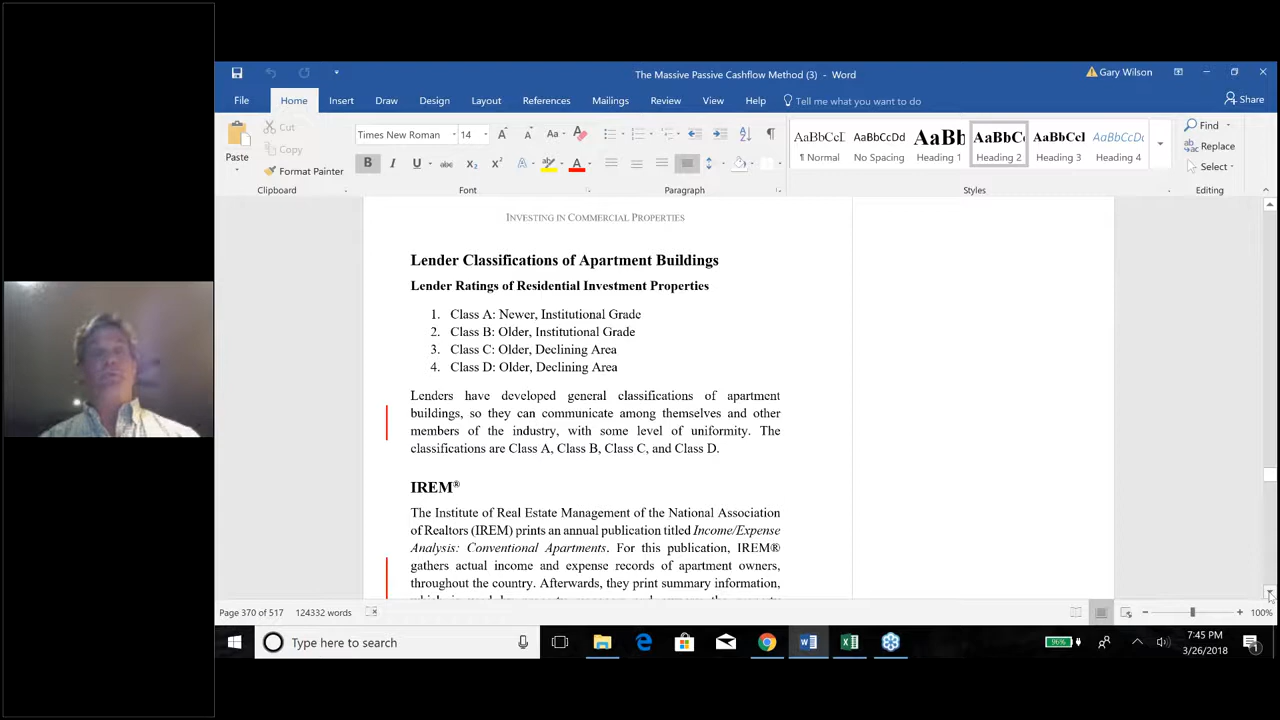 The Massive Passive Cashflow Method (3) - Word
Gary Wilson
File Home Insert Draw Design Layout References Mailings Review View Help Tell me what you want to do
Share
Paste
Cut
Copy
Format Painter
Clipboard
Times New Roman 14
Font
Paragraph
AaBbCcI AaBbCcDd AaBb AaBbC AaBbCcI AaBbCcDc
¶ Normal No Spacing Heading 1 Heading 2 Heading 3 Heading 4
Styles
Find
Replace
Select
Editing
INVESTING IN COMMERCIAL PROPERTIES
Lender Classifications of Apartment Buildings
Lender Ratings of Residential Investment Properties
1. Class A: Newer, Institutional Grade
2. Class B: Older, Institutional Grade
3. Class C: Older, Declining Area
4. Class D: Older, Declining Area
Lenders have developed general classifications of apartment
buildings, so they can communicate among themselves and other
members of the industry, with some level of uniformity. The
classifications are Class A, Class B, Class C, and Class D.
IREM®
The Institute of Real Estate Management of the National Association
of Realtors (IREM) prints an annual publication titled Income/Expense
Analysis: Conventional Apartments. For this publication, IREM®
gathers actual income and expense records of apartment owners,
throughout the country. Afterwards, they print summary information,
Page 370 of 517 124332 words
100%
Type here to search
96%
7:45 PM
3/26/2018